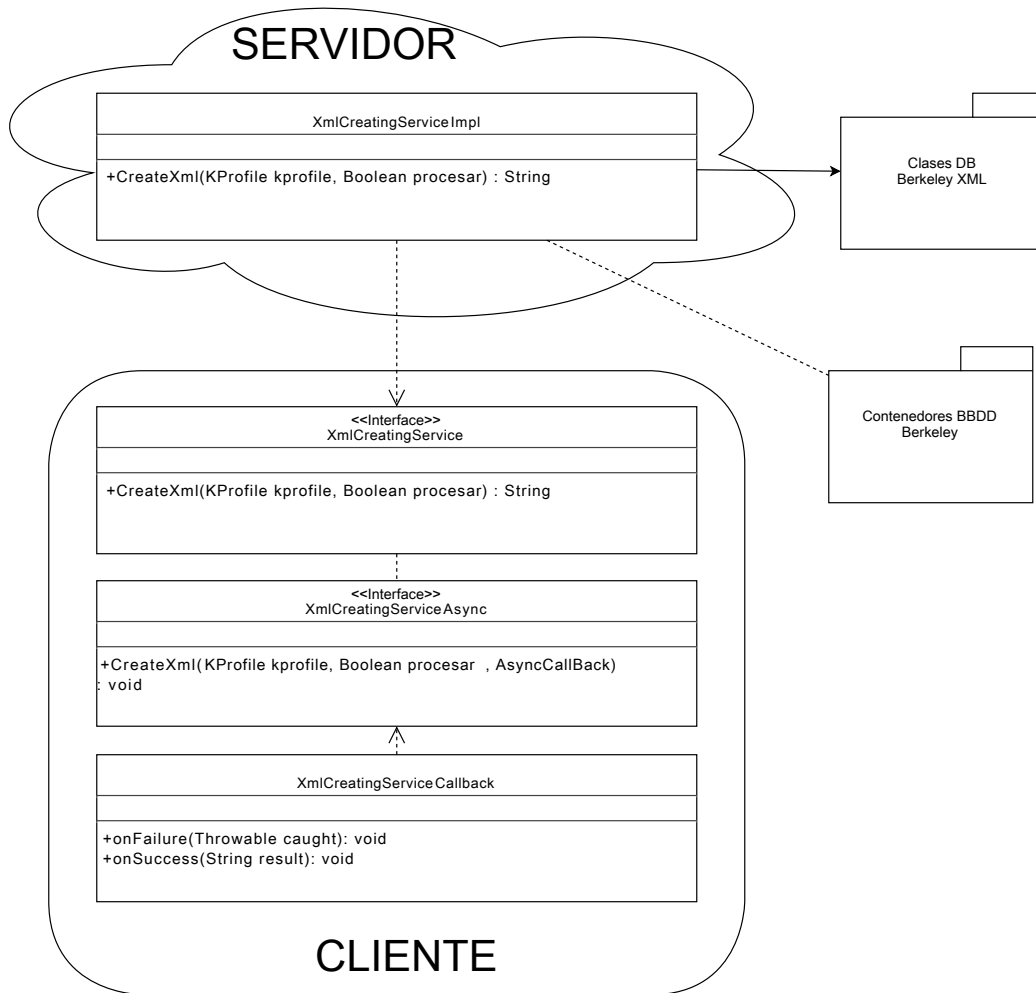 SERVIDOR
XmlCreatingServiceImpl
+CreateXml(KProfile kprofile, Boolean procesar) : String
Clases DB
Berkeley XML
Contenedores BBDD
Berkeley
<<Interface>>
XmlCreatingService
+CreateXml(KProfile kprofile, Boolean procesar) : String
<<Interface>>
XmlCreatingServiceAsync
+CreateXml(KProfile kprofile, Boolean procesar , AsyncCallBack)
: void
XmlCreatingServiceCallback
+onFailure(Throwable caught): void
+onSuccess(String result): void
CLIENTE